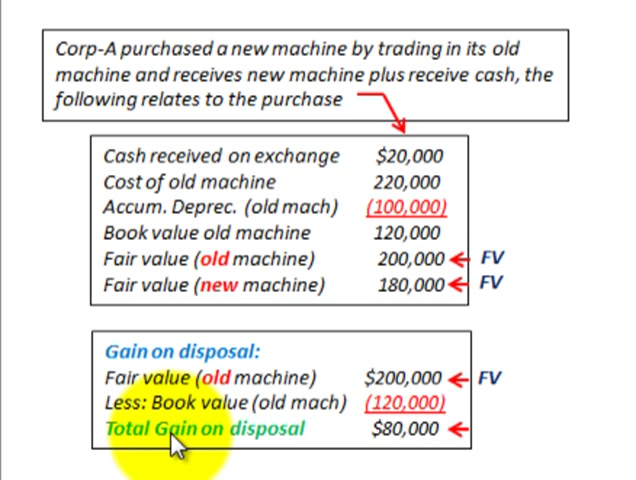 Corp-A purchased a new machine by trading in its old
machine and receives new machine plus receive cash, the
following relates to the purchase
Cash received on exchange $20,000
Cost of old machine 220,000
Accum. Deprec. (old mach) (100,000)
Book value old machine 120,000
Fair value (old machine) 200,000 FV
Fair value (new machine) 180,000 FV
Gain on disposal:
Fair value (old machine) $200,000 FV
Less: Book value (old mach) (120,000)
Total Gain on disposal $80,000